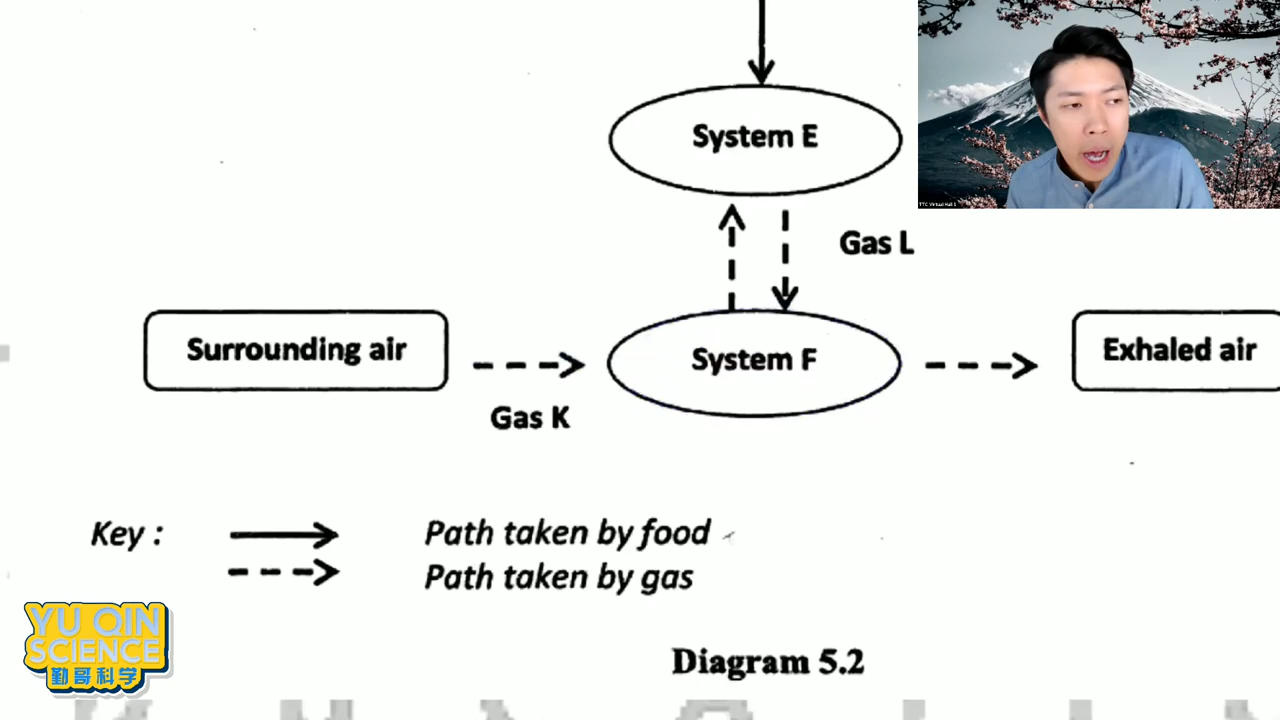 System E
Gas L
Surrounding air
System F
Exhaled air
Gas K
Key :
Path taken by food
Path taken by gas
YU QIN
SCIENCE
勤哥科学
Diagram 5.2